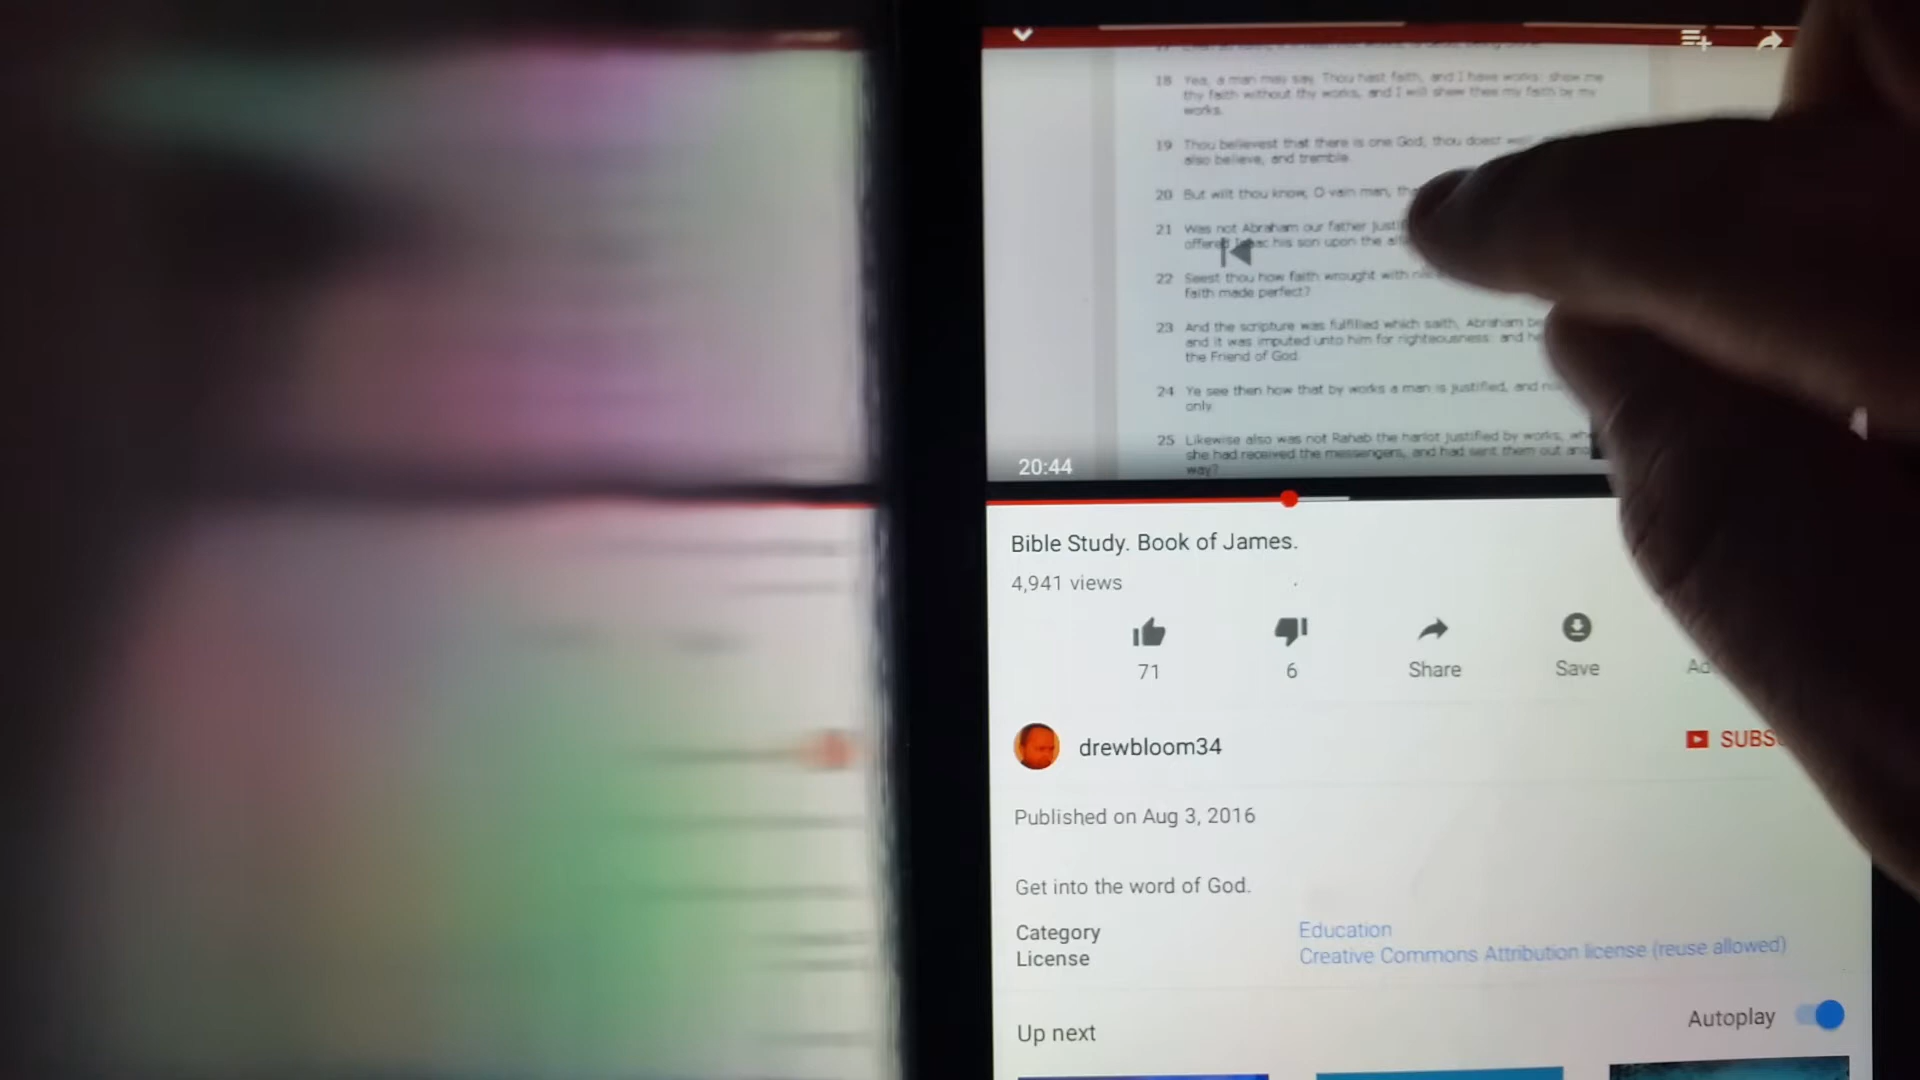 18 Yea, a man may say, Thou hast faith, and I have works: shew me
thy faith without thy works, and I will shew thee my faith by my
works.
19 Thou believest that there is one God; thou doest
also believe, and tremble.
20 But wilt thou know, O vain man,
21 Was not Abraham our father
offered his son upon the
22 Seest thou how faith wrought with
faith made perfect?
23 And the scripture was fulfilled which saith, Abraham
and it was imputed unto him for righteousness: and
the Friend of God.
24 Ye see then how that by works a man is justified, and
only.
25 Likewise also was not Rahab the harlot justified by works,
she had received the messengers, and had sent them out
way?
20:44
Bible Study. Book of James.
4,941 views
71
6
Share
Save
drewbloom34
Published on Aug 3, 2016
Get into the word of God.
Category Education
License Creative Commons Attribution license (reuse allowed)
Up next
Autoplay